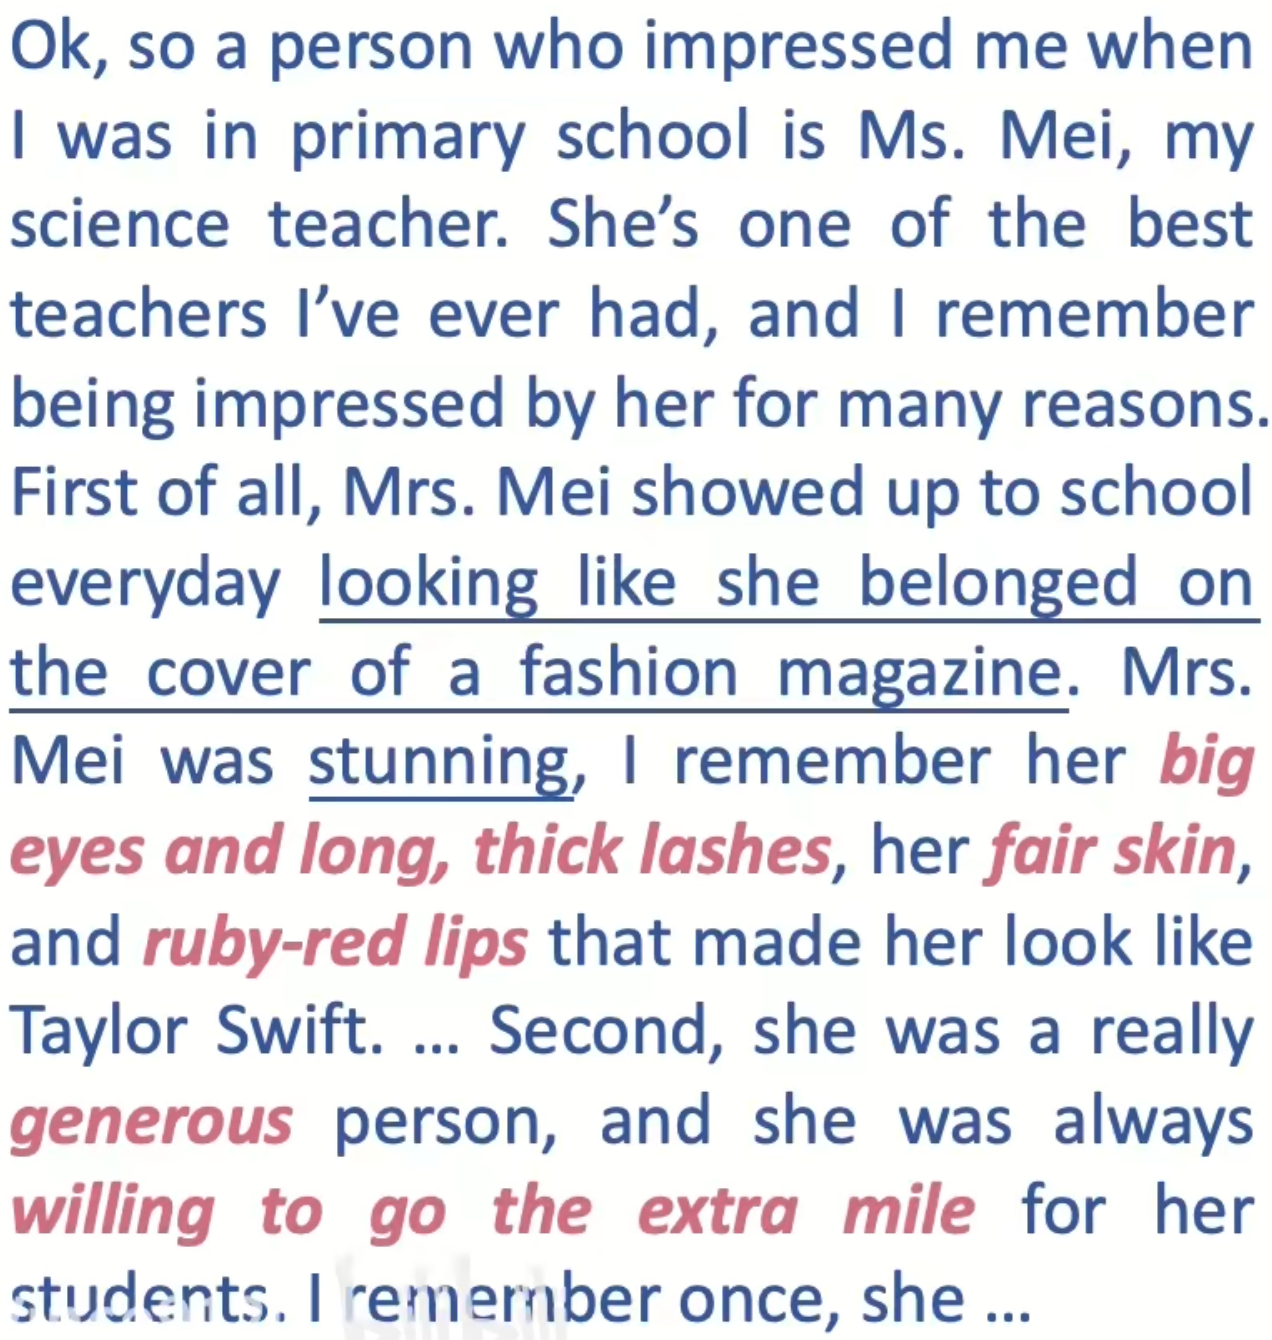 Ok, so a person who impressed me when
I was in primary school is Ms. Mei, my
science teacher. She’s one of the best
teachers I’ve ever had, and I remember
being impressed by her for many reasons.
First of all, Mrs. Mei showed up to school
everyday looking like she belonged on
the cover of a fashion magazine. Mrs.
Mei was stunning, I remember her big
eyes and long, thick lashes, her fair skin,
and ruby-red lips that made her look like
Taylor Swift. ... Second, she was a really
generous person, and she was always
willing to go the extra mile for her
students. I remember once, she ...